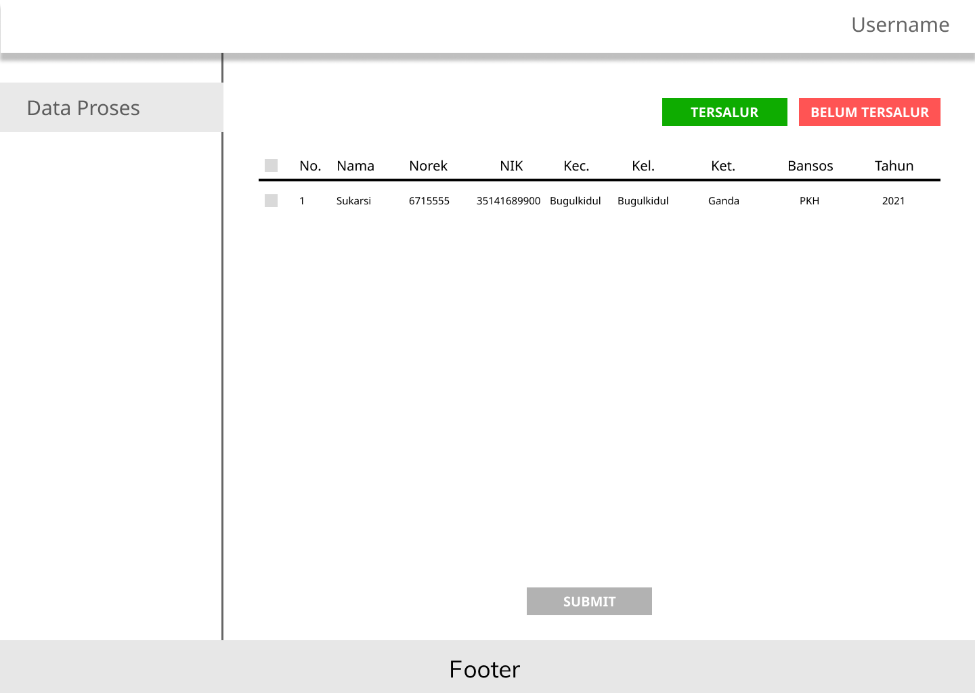 Username
Data Proses
TERSALUR BELUM TERSALUR
No. Nama Norek NIK Kec. Kel. Ket. Bansos Tahun
1 Sukarsi 6715555 35141689900 Bugulkidul Bugulkidul Ganda PKH 2021
SUBMIT
Footer